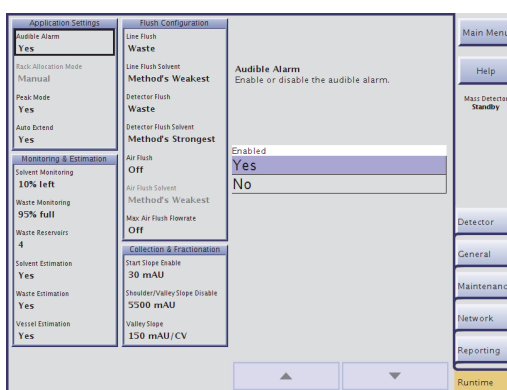 Application Settings
Audible Alarm
Yes
Rack Allocation Mode
Manual
Peak Mode
Yes
Auto Extend
Yes
Monitoring & Estimation
Solvent Monitoring
10% left
Waste Monitoring
95% full
Waste Reservoirs
4
Solvent Estimation
Yes
Waste Estimation
Yes
Vessel Estimation
Yes
Flush Configuration
Line Flush
Waste
Line Flush Solvent
Method's Weakest
Detector Flush
Waste
Detector Flush Solvent
Method's Strongest
Air Flush
Off
Air Flush Solvent
Method's Weakest
Max Air Flush Flowrate
Off
Collection & Fractionation
Start Slope Enable
30 mAU
Shoulder/Valley Slope Disable
5500 mAU
Valley Slope
150 mAU/CV
Audible Alarm
Enable or disable the audible alarm.
Enabled
Yes
No
Main Menu
Help
Mass Detector
Standby
Detector
General
Maintenanc
Network
Reporting
Runtime